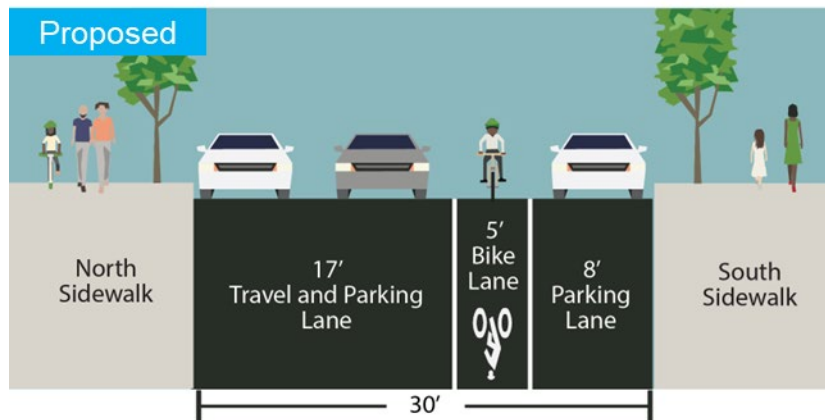 Proposed
North
Sidewalk
17'
Travel and Parking
Lane
5'
Bike
Lane
8'
Parking
Lane
South
Sidewalk
30'